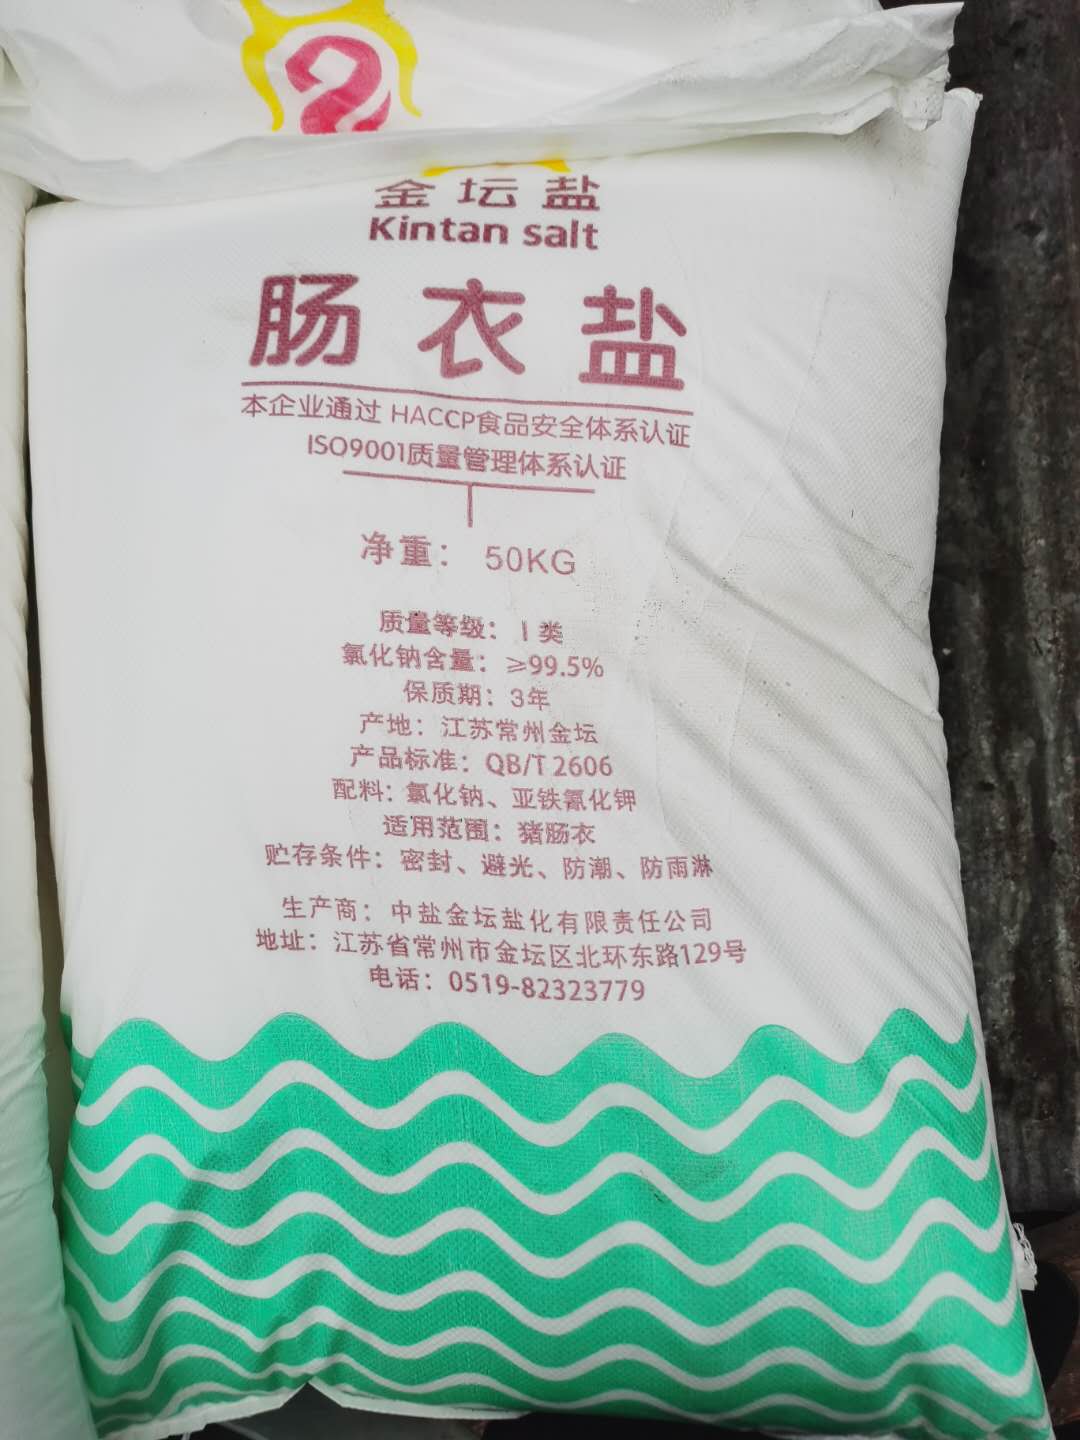 金坛盐
Kintan salt
肠衣盐
本企业通过 HACCP食品安全体系认证
ISO9001质量管理体系认证
净重： 50KG
质量等级：Ⅰ类
氯化钠含量：≥99.5%
保质期：3年
产地：江苏常州金坛
产品标准：QB/T 2606
配料：氯化钠、亚铁氰化钾
适用范围：猪肠衣
贮存条件：密封、避光、防潮、防雨淋
生产商：中盐金坛盐化有限责任公司
地址：江苏省常州市金坛区北环东路129号
电话：0519-82323779